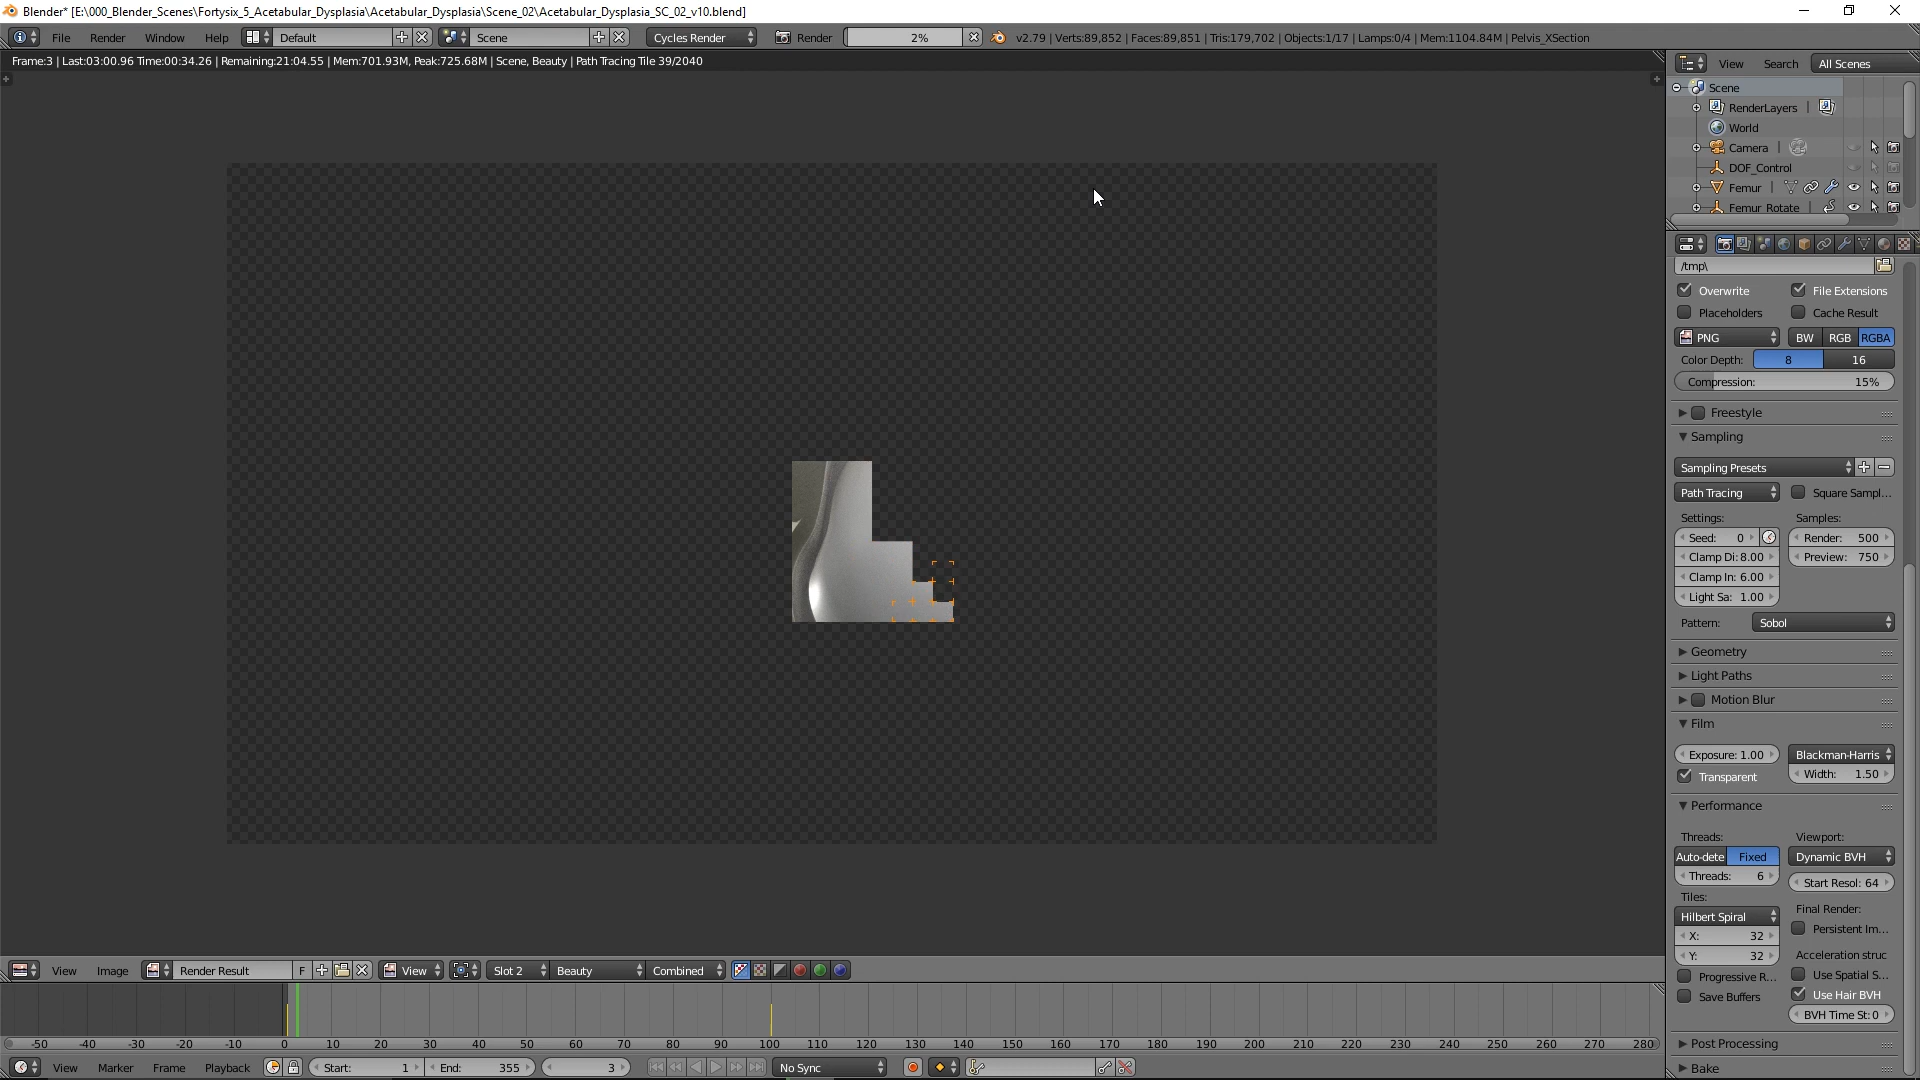 Blender* [E:\000_Blender_Scenes\Fortysix_5_Acetabular_Dysplasia\Acetabular_Dysplasia\Scene_02\Acetabular_Dysplasia_SC_02_v10.blend]
File Render Window Help Default Scene Cycles Render Render 2% v2.79 | Verts:89,852 | Faces:89,851 | Tris:179,702 | Objects:1/17 | Lamps:0/4 | Mem:1104.84M | Pelvis_XSection
Frame:3 | Last:03:00.96 Time:00:34.26 | Remaining:21:04.55 | Mem:701.93M, Peak:725.68M | Scene, Beauty | Path Tracing Tile 39/2040
View Search All Scenes
Scene
RenderLayers |
World
Camera |
DOF_Control
Femur |
Femur_Rotate
/tmp\
Overwrite File Extensions
Placeholders Cache Result
PNG BW RGB RGBA
Color Depth: 8 16
Compression: 15%
Freestyle
Sampling
Sampling Presets
Path Tracing Square Sampl...
Settings: Samples:
Seed: 0 Render: 500
Clamp Di: 8.00 Preview: 750
Clamp In: 6.00
Light Sa: 1.00
Pattern: Sobol
Geometry
Light Paths
Motion Blur
Film
Exposure: 1.00 Blackman-Harris
Transparent Width: 1.50
Performance
Threads: Viewport:
Auto-dete Fixed Dynamic BVH
Threads: 6 Start Resol: 64
Tiles: Final Render:
Hilbert Spiral Persistent Im...
X: 32 Acceleration struc
Y: 32 Use Spatial S...
Progressive R... Use Hair BVH
Save Buffers BVH Time St: 0
Post Processing
Bake
View Image Render Result F View Slot 2 Beauty Combined
-50 -40 -30 -20 -10 0 10 20 30 40 50 60 70 80 90 100 110 120 130 140 150 160 170 180 190 200 210 220 230 240 250 260 270 280
View Marker Frame Playback Start: 1 End: 355 3 No Sync